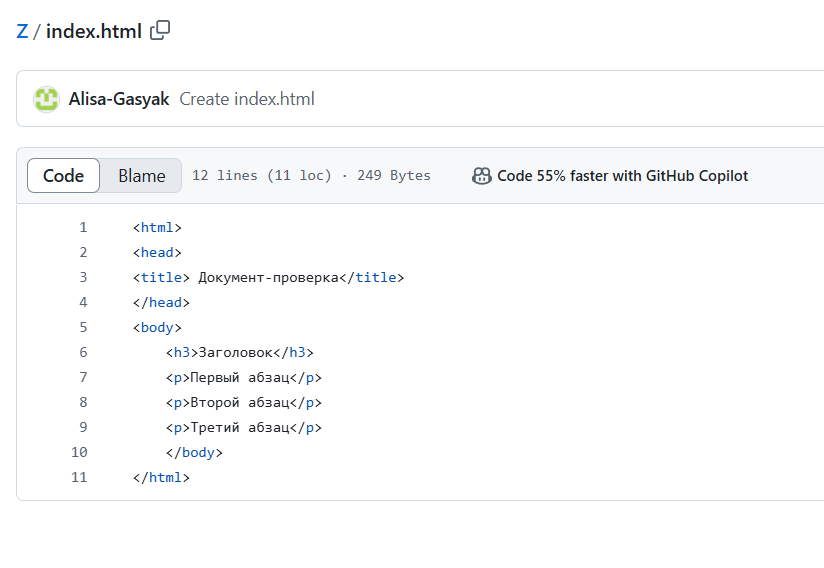 Z / index.html
Alisa-Gasyak Create index.html
Code Blame 12 lines (11 loc) · 249 Bytes Code 55% faster with GitHub Copilot
1 <html>
2 <head>
3 <title> Документ-проверка</title>
4 </head>
5 <body>
6 <h3>Заголовок</h3>
7 <p>Первый абзац</p>
8 <p>Второй абзац</p>
9 <p>Третий абзац</p>
10 </body>
11 </html>